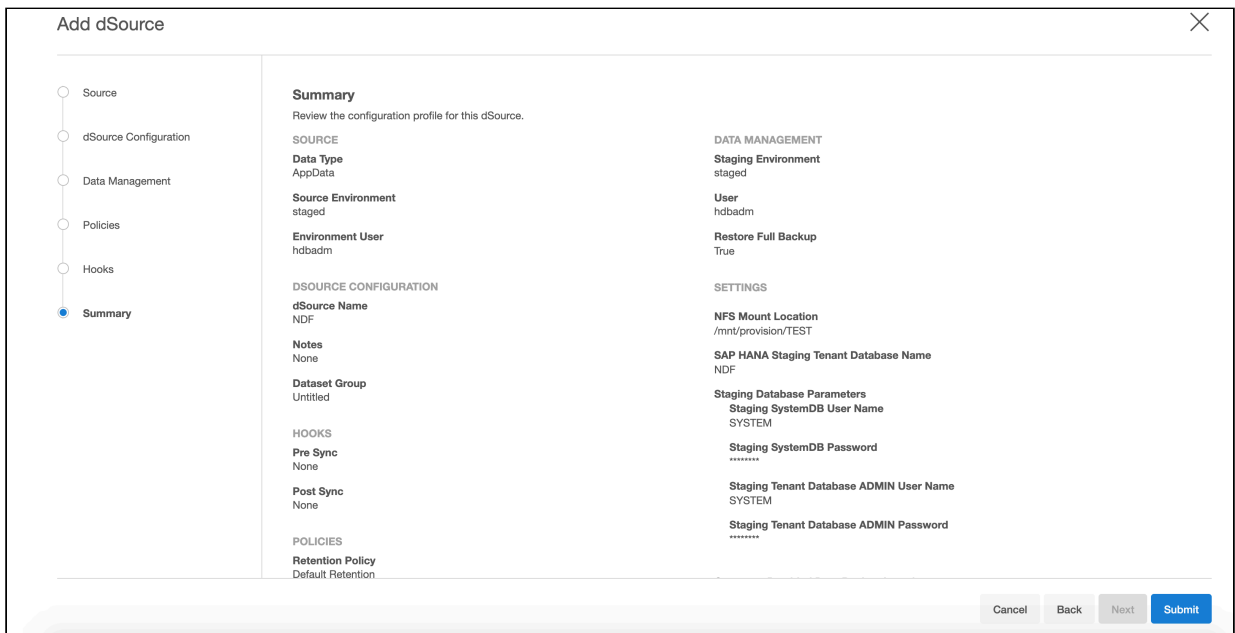 Add dSource
Source
dSource Configuration
Data Management
Policies
Hooks
Summary
Summary
Review the configuration profile for this dSource.
SOURCE
Data Type
AppData
Source Environment
staged
Environment User
hdbadm
DSOURCE CONFIGURATION
dSource Name
NDF
Notes
None
Dataset Group
Untitled
HOOKS
Pre Sync
None
Post Sync
None
POLICIES
Retention Policy
Default Retention
DATA MANAGEMENT
Staging Environment
staged
User
hdbadm
Restore Full Backup
True
SETTINGS
NFS Mount Location
/mnt/provision/TEST
SAP HANA Staging Tenant Database Name
NDF
Staging Database Parameters
Staging SystemDB User Name
SYSTEM
Staging SystemDB Password
********
Staging Tenant Database ADMIN User Name
SYSTEM
Staging Tenant Database ADMIN Password
********
Cancel
Back
Next
Submit